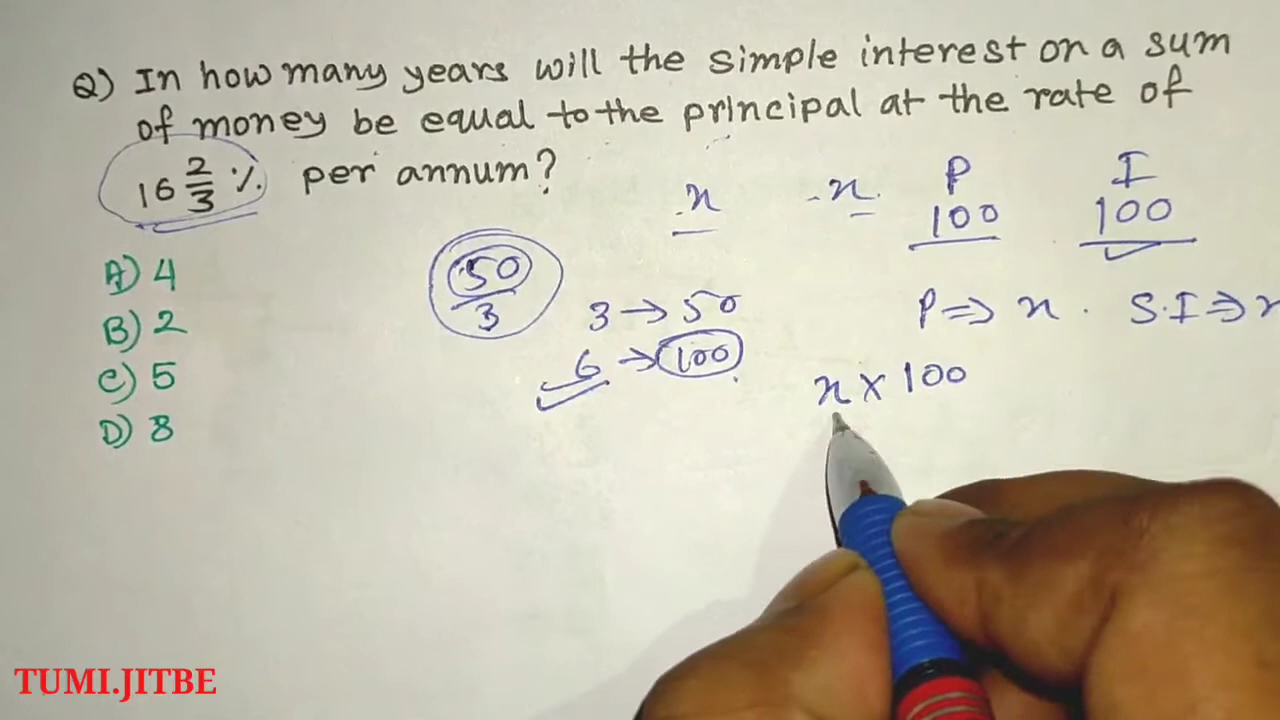 Q) In how many years will the simple interest on a sum
of money be equal to the principal at the rate of
16 2/3 % per annum?
A) 4
B) 2
C) 5
D) 8
50/3
3 → 50
6 → 100
x
x
P
100
I
100
P ⇒ x . S.I ⇒ x
x × 100
TUMI.JITBE